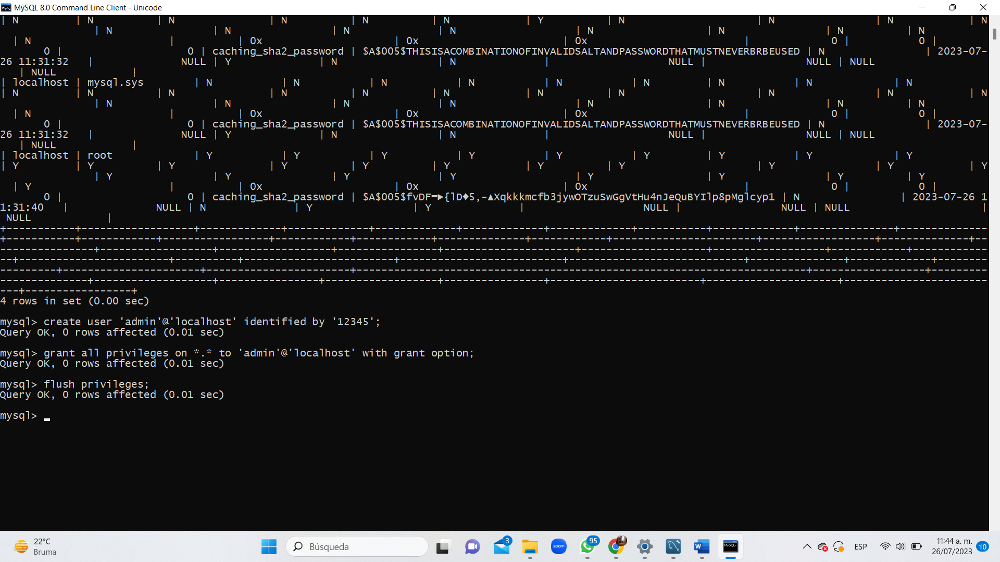 MySQL 8.0 Command Line Client - Unicode
| N | N | N | N | N | N | Y | N | N | N | N
| N | N | N | N | N | N | N | N
| N | | 0x | 0x | 0x | 0 | 0 |
0 | 0 | caching_sha2_password | $A$005$THISISACOMBINATIONOFINVALIDSALTANDPASSWORDTHATMUSTNEVERBRBEUSED | N | 2023-07-
26 11:31:32 | NULL | Y | N | N | NULL | NULL | NULL
| NULL |
| localhost | mysql.sys | N | N | N | N | N | N | N | N | N
| N | N | N | N | N | N | N | N | N | N | N
| N | N | N | N | N | N | N | N
| N | | 0x | 0x | 0x | 0 | 0 |
0 | 0 | caching_sha2_password | $A$005$THISISACOMBINATIONOFINVALIDSALTANDPASSWORDTHATMUSTNEVERBRBEUSED | N | 2023-07-
26 11:31:32 | NULL | Y | N | N | NULL | NULL | NULL
| NULL |
| localhost | root | Y | Y | Y | Y | Y | Y | Y | Y | Y
| Y | Y | Y | Y | Y | Y | Y | Y | Y | Y | Y
| Y | Y | Y | Y | Y | Y | Y | Y
| Y | | 0x | 0x | 0x | 0 | 0 |
0 | 0 | caching_sha2_password | $A$005$fvDF━►{lD♦5,-▲Xqkkkmcfb3jywOTzuSwGgVtHu4nJeQuBYIlp8pMglcyp1 | N | 2023-07-26 1
1:31:40 | NULL | N | Y | Y | NULL | NULL | NULL |
NULL |
4 rows in set (0.00 sec)
mysql> create user 'admin'@'localhost' identified by '12345';
Query OK, 0 rows affected (0.01 sec)
mysql> grant all privileges on *.* to 'admin'@'localhost' with grant option;
Query OK, 0 rows affected (0.01 sec)
mysql> flush privileges;
Query OK, 0 rows affected (0.01 sec)
mysql>
22°C
Bruma
Búsqueda
3
zoom
95
W
MySQL
ESP
11:44 a. m.
26/07/2023
10